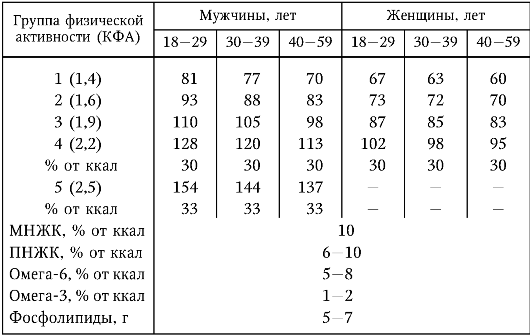 Группа физической активности (КФА) Мужчины, лет Женщины, лет
18—29 30—39 40—59 18—29 30—39 40—59
1 (1,4) 81 77 70 67 63 60
2 (1,6) 93 88 83 73 72 70
3 (1,9) 110 105 98 87 85 83
4 (2,2) 128 120 113 102 98 95
% от ккал 30 30 30 30 30 30
5 (2,5) 154 144 137 — — —
% от ккал 33 33 33 — — —
МНЖК, % от ккал 10
ПНЖК, % от ккал 6—10
Омега-6, % от ккал 5—8
Омега-3, % от ккал 1—2
Фосфолипиды, г 5—7